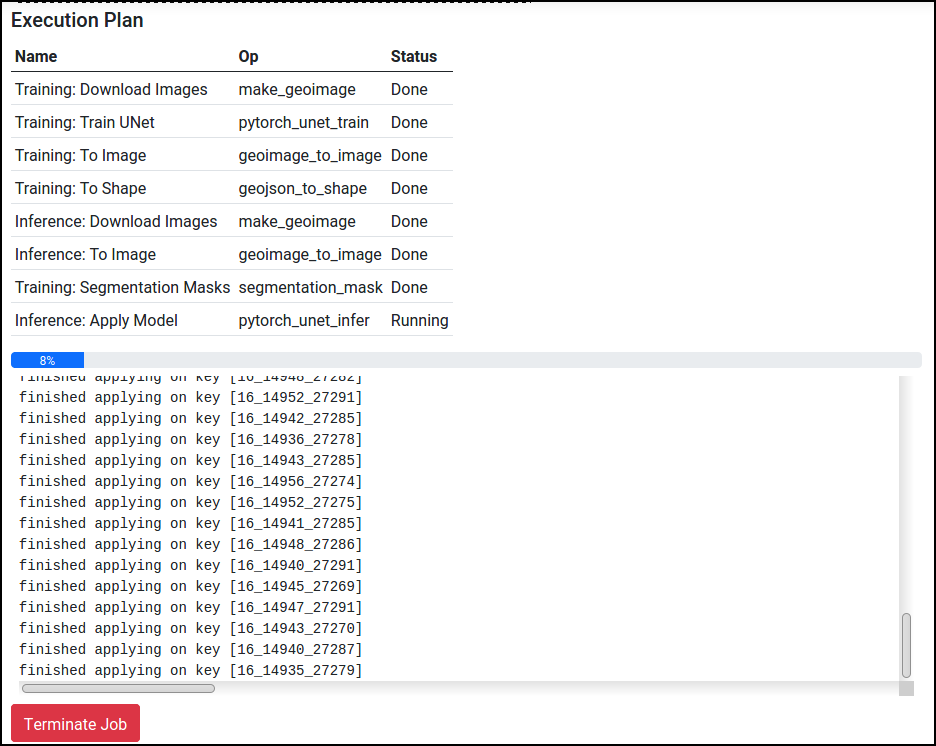 Execution Plan
Name Op Status
Training: Download Images make_geoimage Done
Training: Train UNet pytorch_unet_train Done
Training: To Image geoimage_to_image Done
Training: To Shape geojson_to_shape Done
Inference: Download Images make_geoimage Done
Inference: To Image geoimage_to_image Done
Training: Segmentation Masks segmentation_mask Done
Inference: Apply Model pytorch_unet_infer Running
8%
finished applying on key [16_14948_27282]
finished applying on key [16_14952_27291]
finished applying on key [16_14942_27285]
finished applying on key [16_14936_27278]
finished applying on key [16_14943_27285]
finished applying on key [16_14956_27274]
finished applying on key [16_14952_27275]
finished applying on key [16_14941_27285]
finished applying on key [16_14948_27286]
finished applying on key [16_14940_27291]
finished applying on key [16_14945_27269]
finished applying on key [16_14947_27291]
finished applying on key [16_14943_27270]
finished applying on key [16_14940_27287]
finished applying on key [16_14935_27279]
Terminate Job